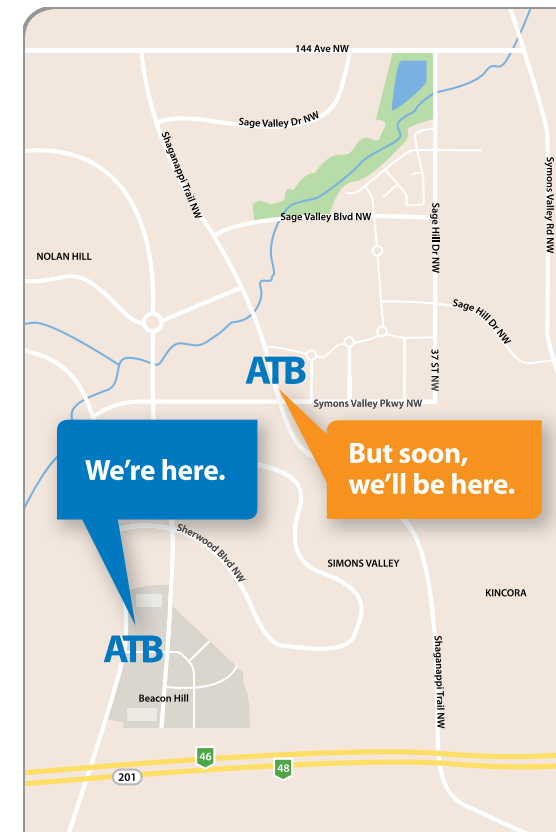 144 Ave NW
Sage Valley Dr NW
Shaganappi Trail NW
Symons Valley Rd NW
Sage Valley Blvd NW
Sage Hill Dr NW
NOLAN HILL
Sage Hill Dr NW
37 ST NW
ATB
Symons Valley Pkwy NW
We're here.
But soon,
we'll be here.
Sherwood Blvd NW
SIMONS VALLEY
KINCORA
ATB
Shaganappi Trail NW
Beacon Hill
46
48
201